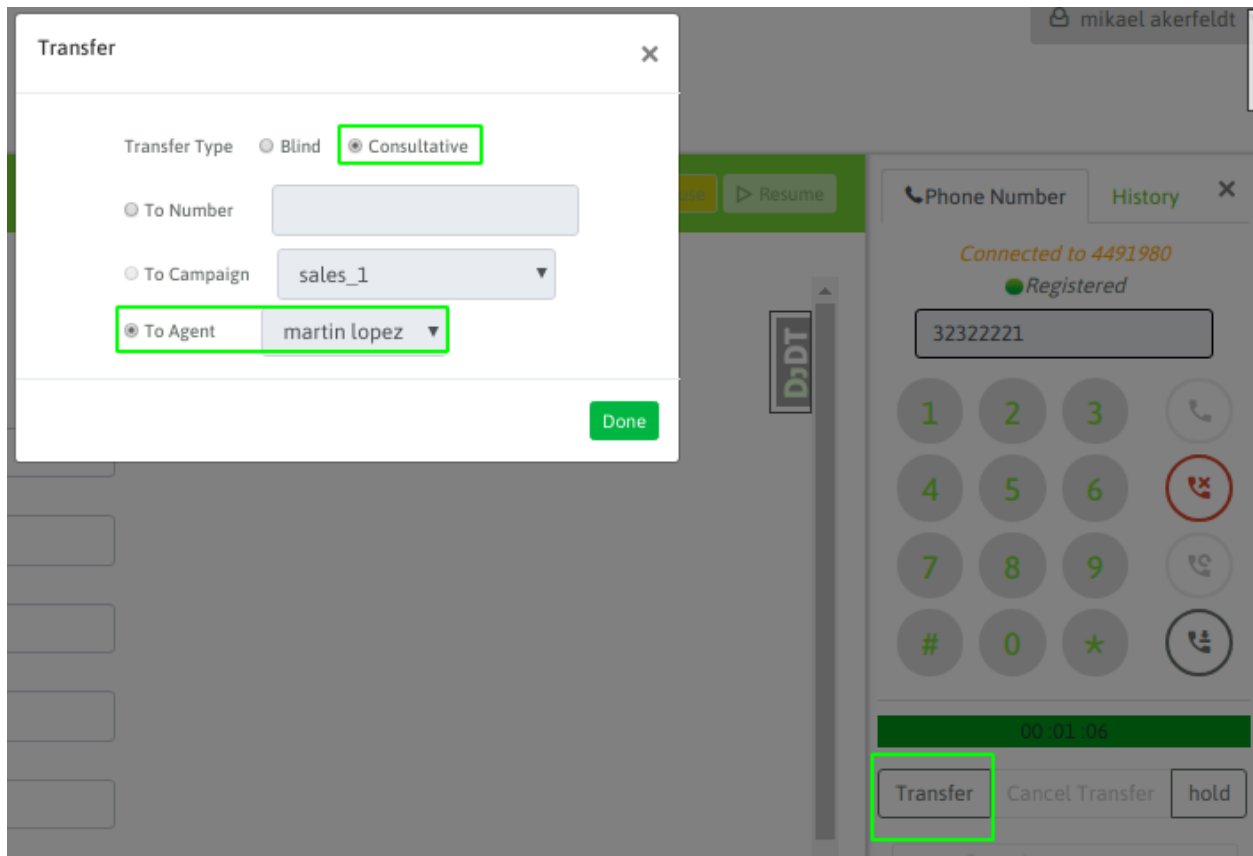 mikael akerfeldt
Transfer ×
Transfer Type Blind Consultative
To Number
To Campaign sales_1
To Agent martin lopez
Done
Resume
DjDT
Phone Number History ×
Connected to 4491980
Registered
32322221
1 2 3
4 5 6
7 8 9
# 0 *
00 :01 :06
Transfer Cancel Transfer hold